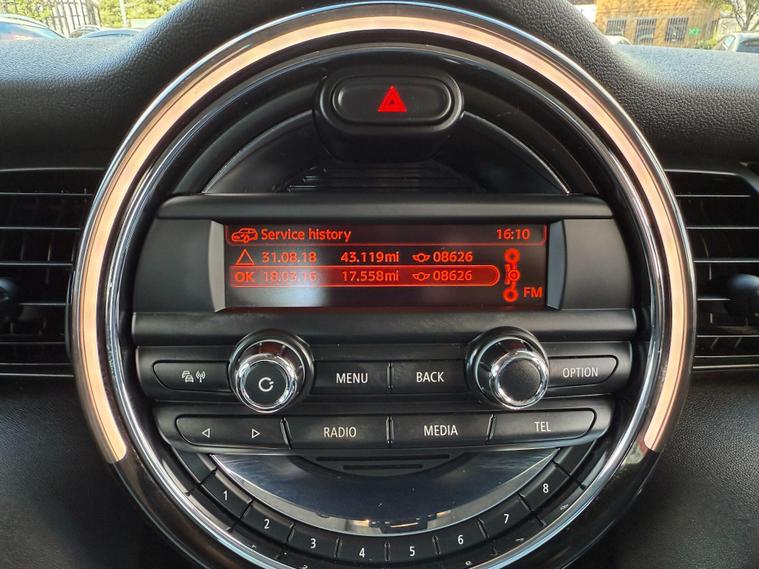 Service history 16:10
31.08.18 43.119mi 08626
OK 18.03.16 17.558mi 08626
FM
MENU BACK OPTION
RADIO MEDIA TEL
1 2 3 4 5 6 7 8